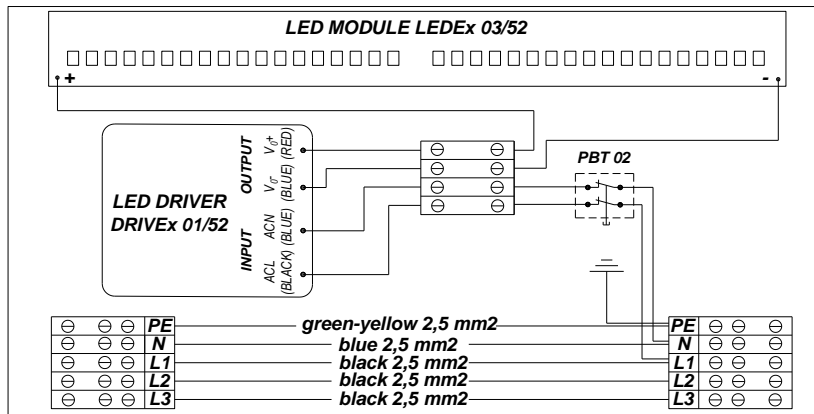 LED MODULE LEDEx 03/52
+ -
LED DRIVER
DRIVEx 01/52
OUTPUT
INPUT
V0+
(RED)
V0-
(BLUE)
ACN
(BLUE)
ACL
(BLACK)
PBT 02
PE green-yellow 2,5 mm2 PE
N blue 2,5 mm2 N
L1 black 2,5 mm2 L1
L2 black 2,5 mm2 L2
L3 black 2,5 mm2 L3